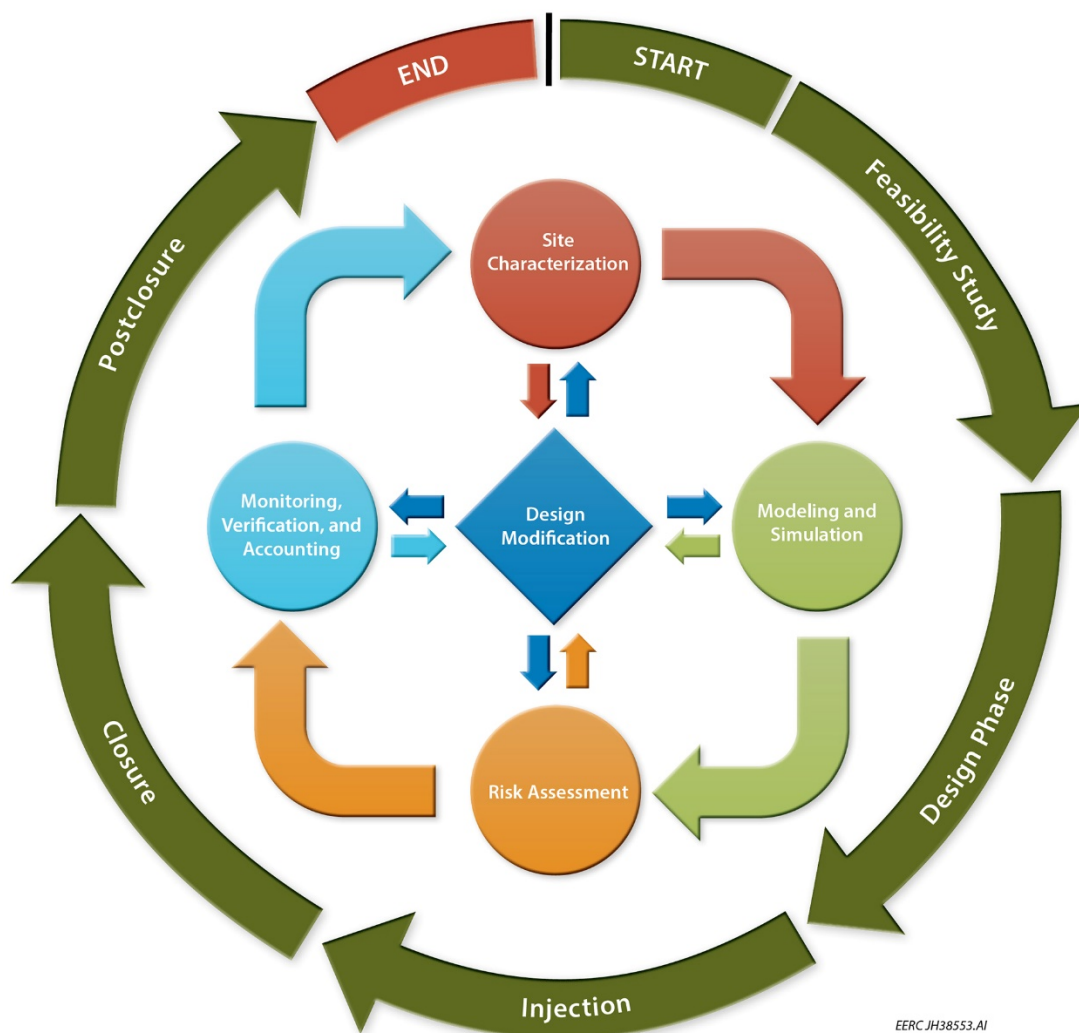 END
START
Feasibility Study
Design Phase
Injection
Closure
Postclosure
Site
Characterization
Modeling and
Simulation
Risk Assessment
Monitoring,
Verification, and
Accounting
Design
Modification
EERC JH38553.AI